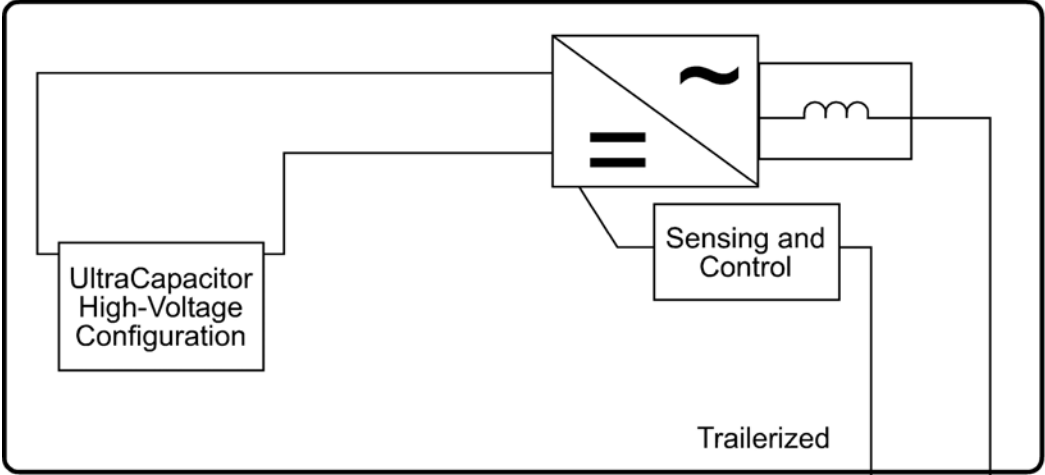 UltraCapacitor
High-Voltage
Configuration
Sensing and
Control
Trailerized